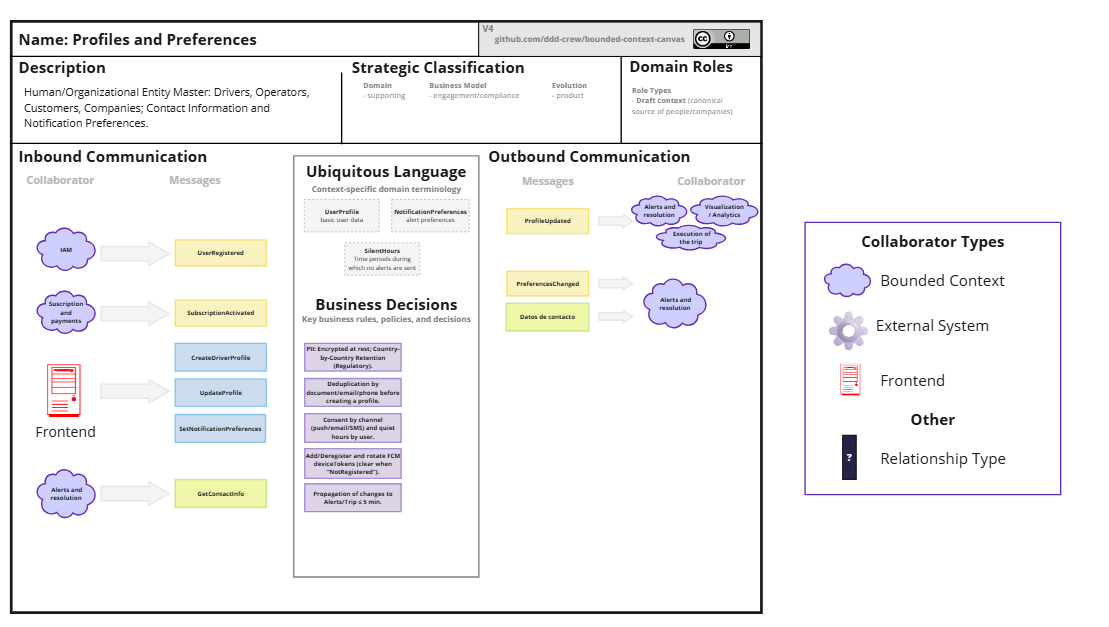 Name: Profiles and Preferences
V4
github.com/ddd-crew/bounded-context-canvas
CC
BY
Description
Human/Organizational Entity Master: Drivers, Operators,
Customers, Companies; Contact Information and
Notification Preferences.
Strategic Classification
Domain
- supporting
Business Model
- engagement/compliance
Evolution
- product
Domain Roles
Role Types
- Draft context (canonical
source of people/companies)
Inbound Communication
Collaborator
Messages
IAM
UserRegistered
Suscription
and
payments
SubscriptionActivated
CreateDriverProfile
UpdateProfile
SetNotificationPreferences
Frontend
Alerts and
resolution
GetContactInfo
Ubiquitous Language
Context-specific domain terminology
UserProfile
basic user data
NotificationPreferences
alert preferences
SilentHours
Time periods during
which no alerts are sent
Business Decisions
Key business rules, policies, and decisions
PII: Encrypted at rest; Country-
by-Country Retention
(Regulatory).
Deduplication by
document/email/phone before
creating a profile.
Consent by channel
(push/email/SMS) and quiet
hours by user.
Add/Deregister and rotate FCM
deviceTokens (clear when
"NotRegistered").
Propagation of changes to
Alerts/Trip ≤ 5 min.
Outbound Communication
Messages
Collaborator
ProfileUpdated
Alerts and
resolution
Visualization
/ Analytics
Execution of
the trip
PreferencesChanged
Datos de contacto
Alerts and
resolution
Collaborator Types
Bounded Context
External System
Frontend
Other
?
Relationship Type